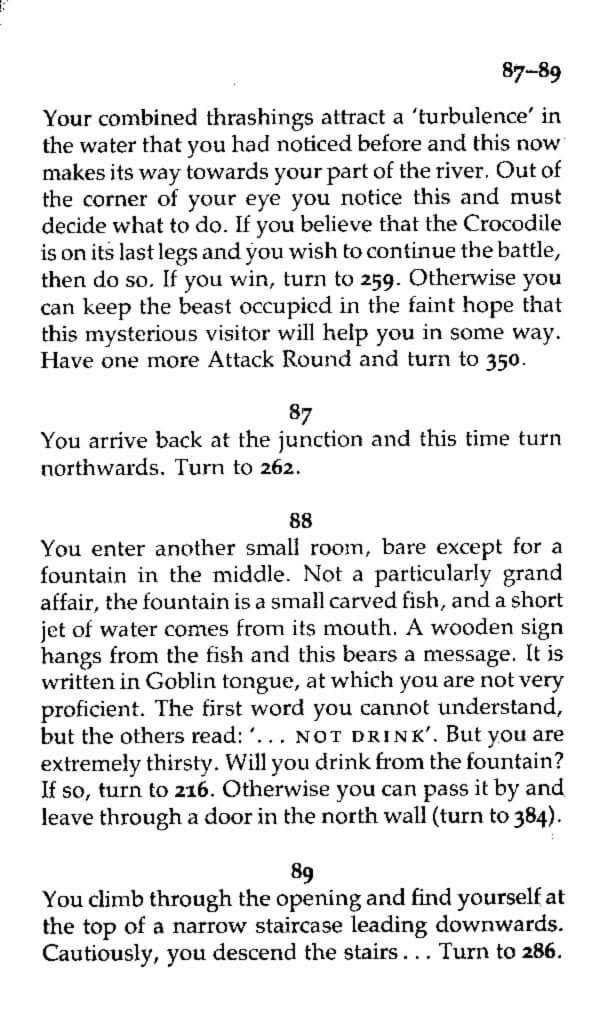 87–89
Your combined thrashings attract a ‘turbulence’ in
the water that you had noticed before and this now
makes its way towards your part of the river. Out of
the corner of your eye you notice this and must
decide what to do. If you believe that the Crocodile
is on its last legs and you wish to continue the battle,
then do so. If you win, turn to 259. Otherwise you
can keep the beast occupied in the faint hope that
this mysterious visitor will help you in some way.
Have one more Attack Round and turn to 350.
87
You arrive back at the junction and this time turn
northwards. Turn to 262.
88
You enter another small room, bare except for a
fountain in the middle. Not a particularly grand
affair, the fountain is a small carved fish, and a short
jet of water comes from its mouth. A wooden sign
hangs from the fish and this bears a message. It is
written in Goblin tongue, at which you are not very
proficient. The first word you cannot understand,
but the others read: ‘... NOT DRINK’. But you are
extremely thirsty. Will you drink from the fountain?
If so, turn to 216. Otherwise you can pass it by and
leave through a door in the north wall (turn to 384).
89
You climb through the opening and find yourself at
the top of a narrow staircase leading downwards.
Cautiously, you descend the stairs... Turn to 286.